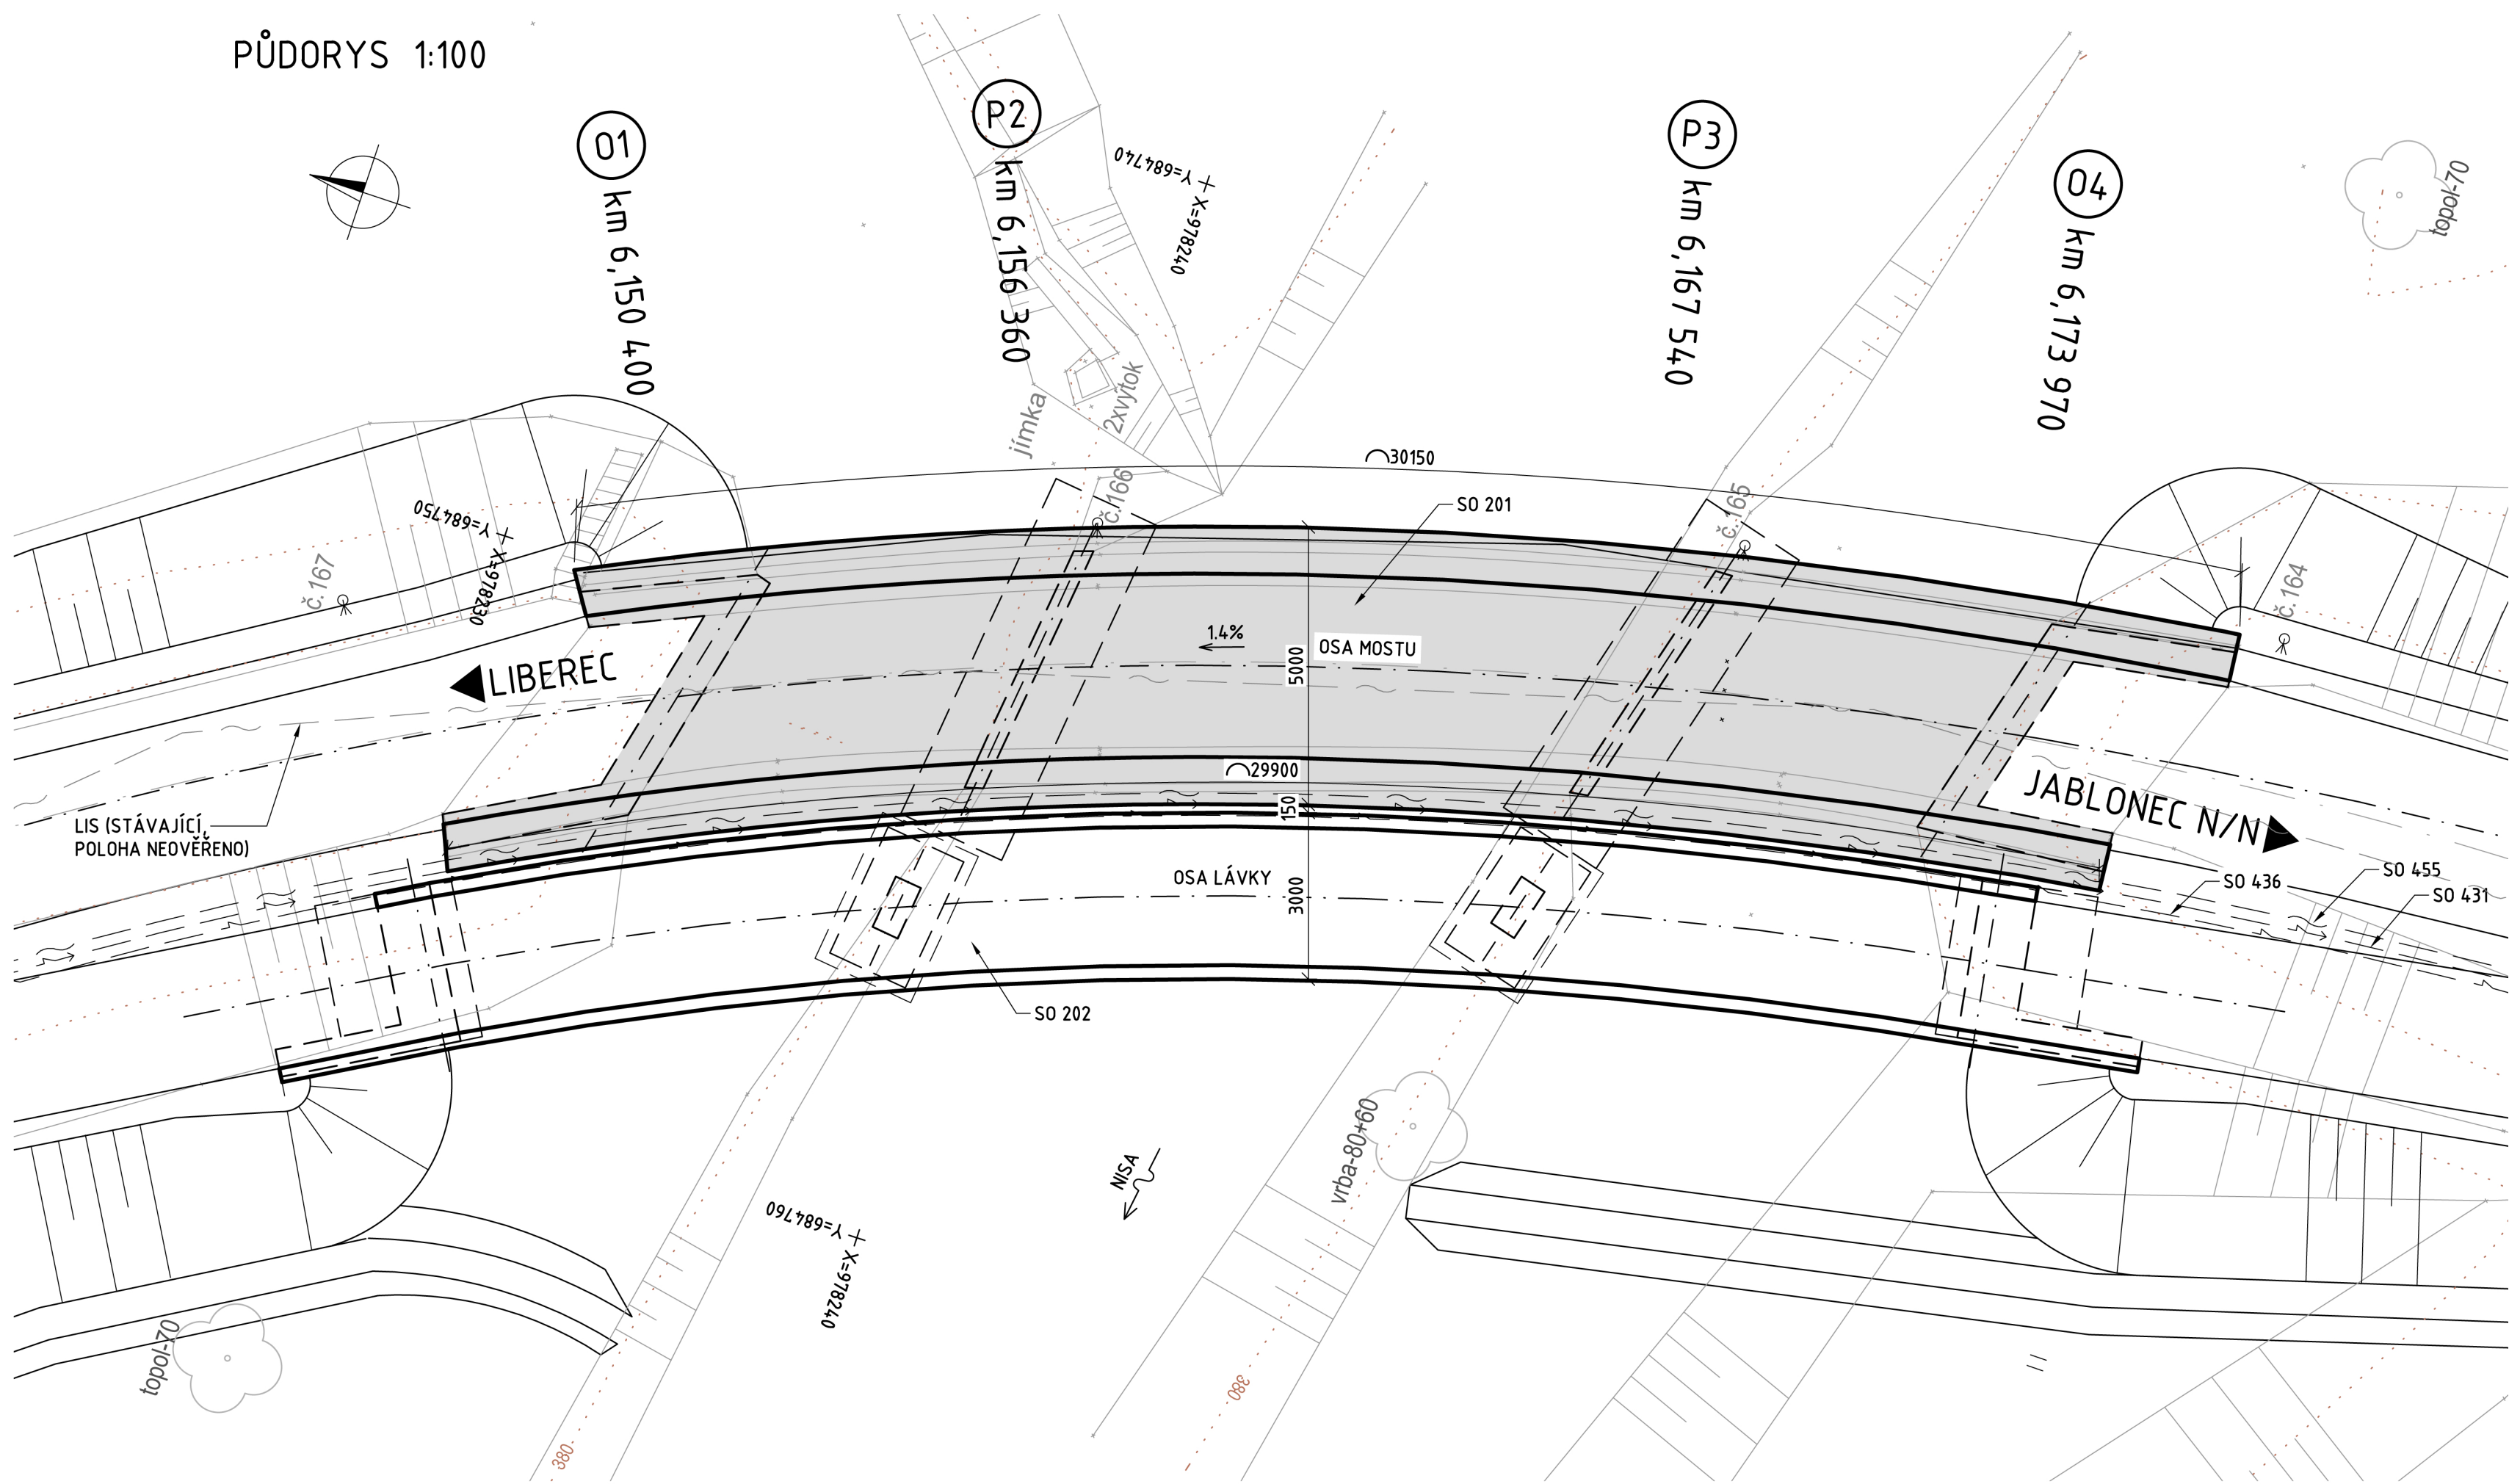 PŮDORYS 1:100
O1
km 6,150 400
P2
km 6,156 360
P3
km 6,167 540
O4
km 6,173 970
Y=684740
X=978240
topol-70
jímka
2xvýtok
30150
č.166
č.165
SO 201
Y=684750
X=978230
č.167
č.164
LIBEREC
1.4%
OSA MOSTU
5000
29900
150
JABLONEC N/N
LIS (STÁVAJÍCÍ,
POLOHA NEOVĚŘENO)
OSA LÁVKY
3000
SO 436
SO 455
SO 431
SO 202
NISA
vrba-80+60
Y=684760
X=978240
topol-70
380
380